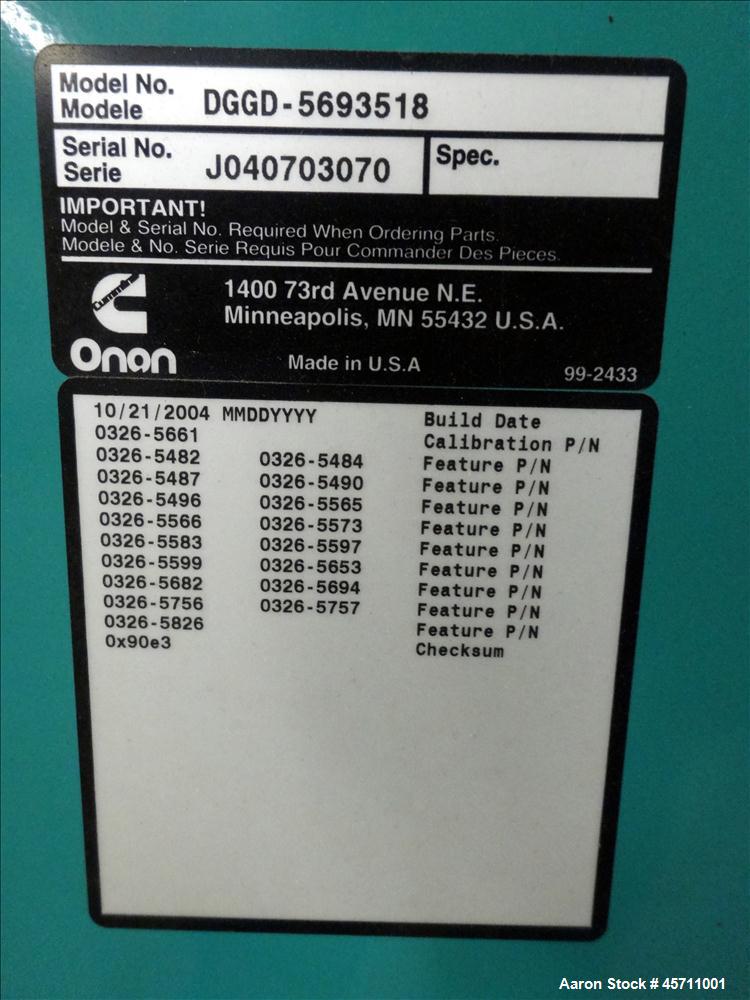 Model No.
Modele
DGGD-5693518
Serial No.
Serie
J040703070
Spec.
IMPORTANT!
Model & Serial No. Required When Ordering Parts.
Modele & No. Serie Requis Pour Commander Des Pieces.
Cummins
Onan
1400 73rd Avenue N.E.
Minneapolis, MN 55432 U.S.A.
Made in U.S.A
99-2433
10/21/2004 MMDDYYYY Build Date
0326-5661 Calibration P/N
0326-5482 0326-5484 Feature P/N
0326-5487 0326-5490 Feature P/N
0326-5496 0326-5565 Feature P/N
0326-5566 0326-5573 Feature P/N
0326-5583 0326-5597 Feature P/N
0326-5599 0326-5653 Feature P/N
0326-5682 0326-5694 Feature P/N
0326-5756 0326-5757 Feature P/N
0326-5826 Feature P/N
0x90e3 Checksum
Aaron Stock # 45711001